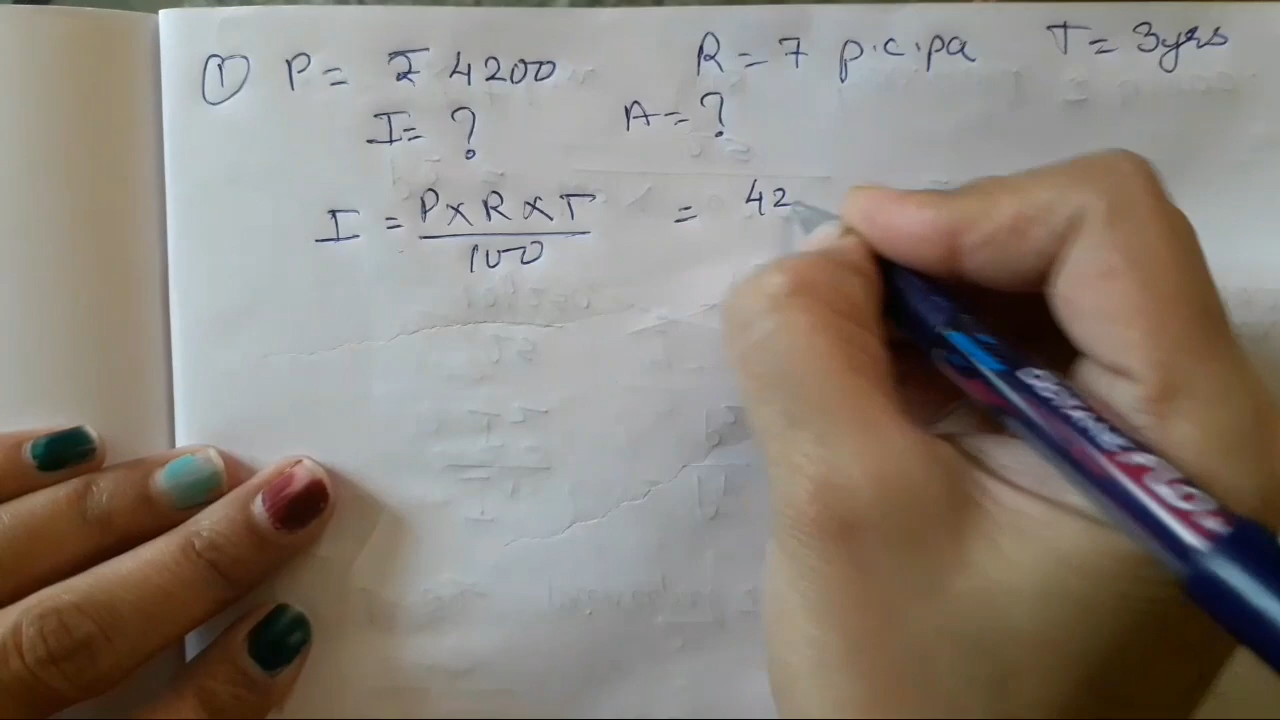 ① P = ₹ 4200 R = 7 p.c.pa T = 3yrs
I = ? A = ?
I = P × R × T = 42
100